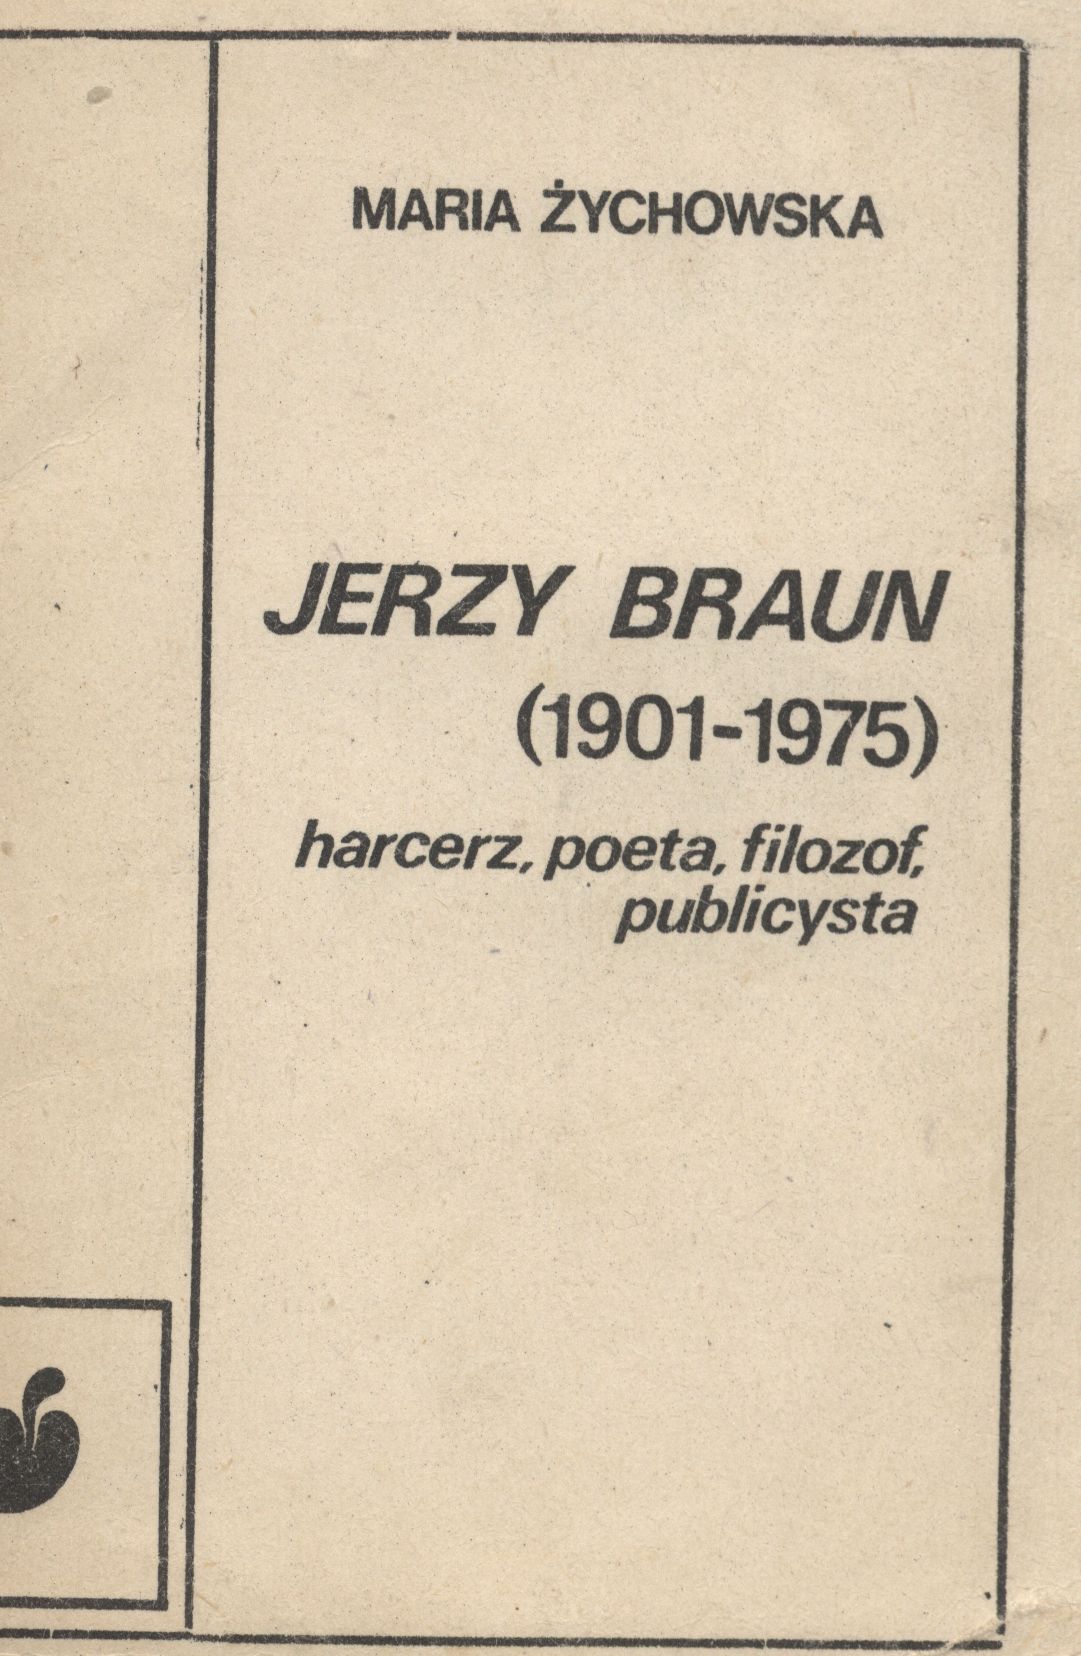 MARIA ŻYCHOWSKA
JERZY BRAUN
(1901-1975)
harcerz, poeta, filozof,
publicysta